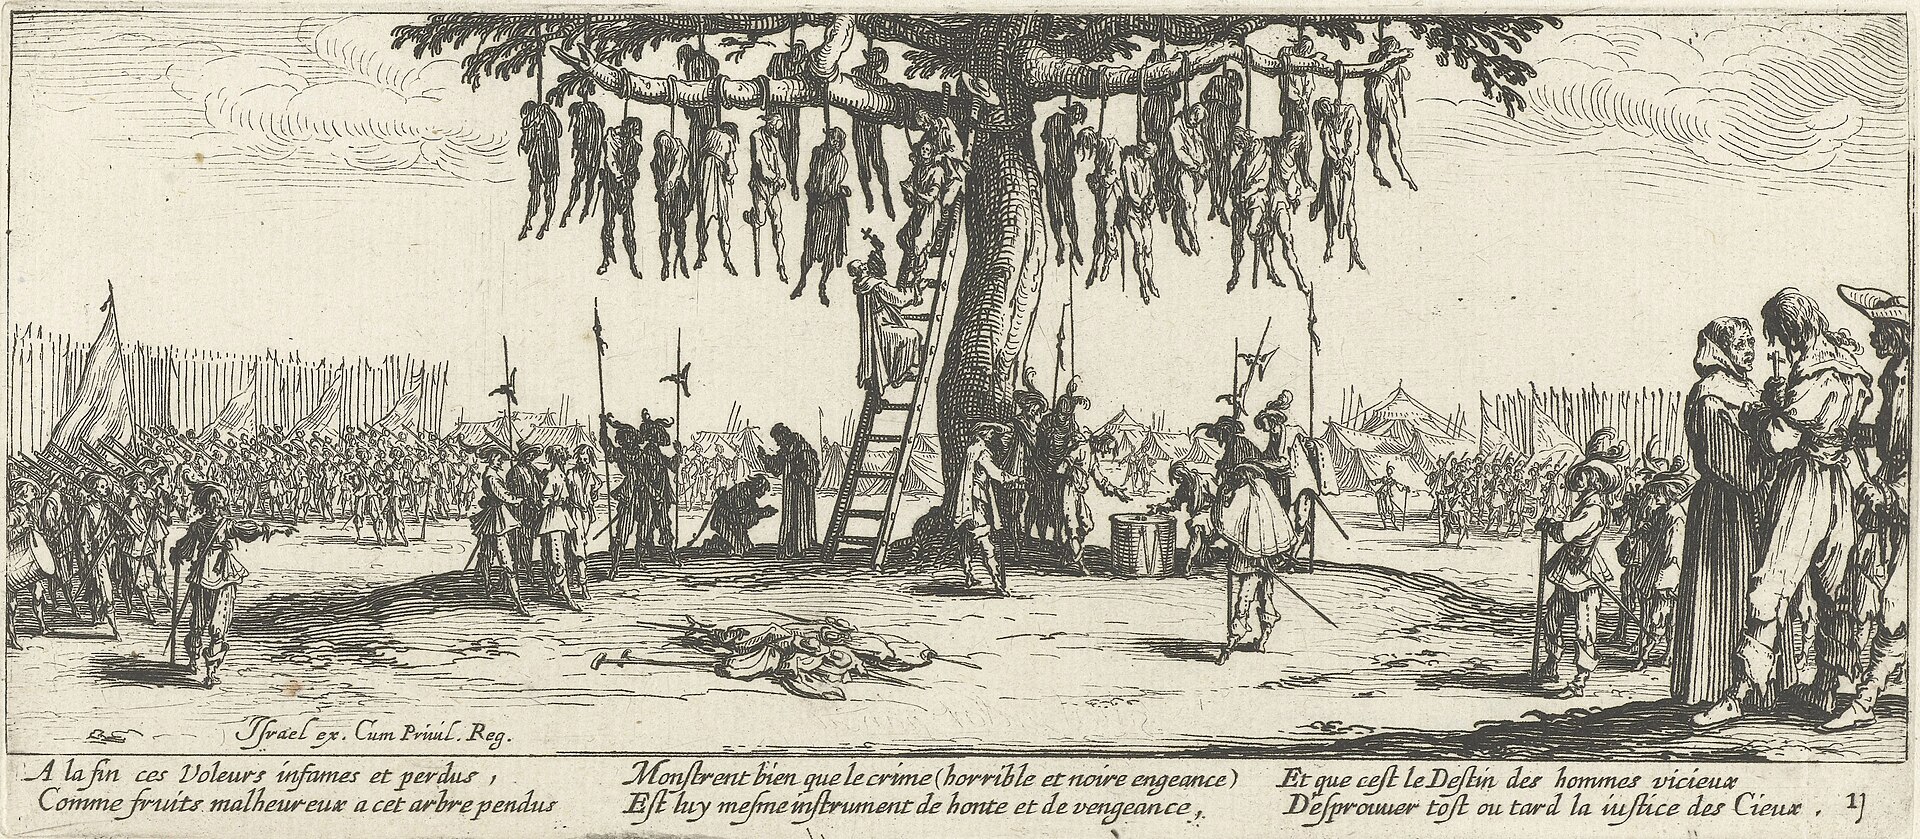 Israel ex. Cum Priuil. Reg.
A la fin ces Voleurs infames et perdus ,
Comme fruits malheureux a cet arbre pendus
Monstrent bien que le crime (horrible et noire engeance)
Est luy mesme instrument de honte et de vengeance ,
Et que cest le Destin des hommes vicieux
Desprouuer tost ou tard la iustice des Cieux . 11